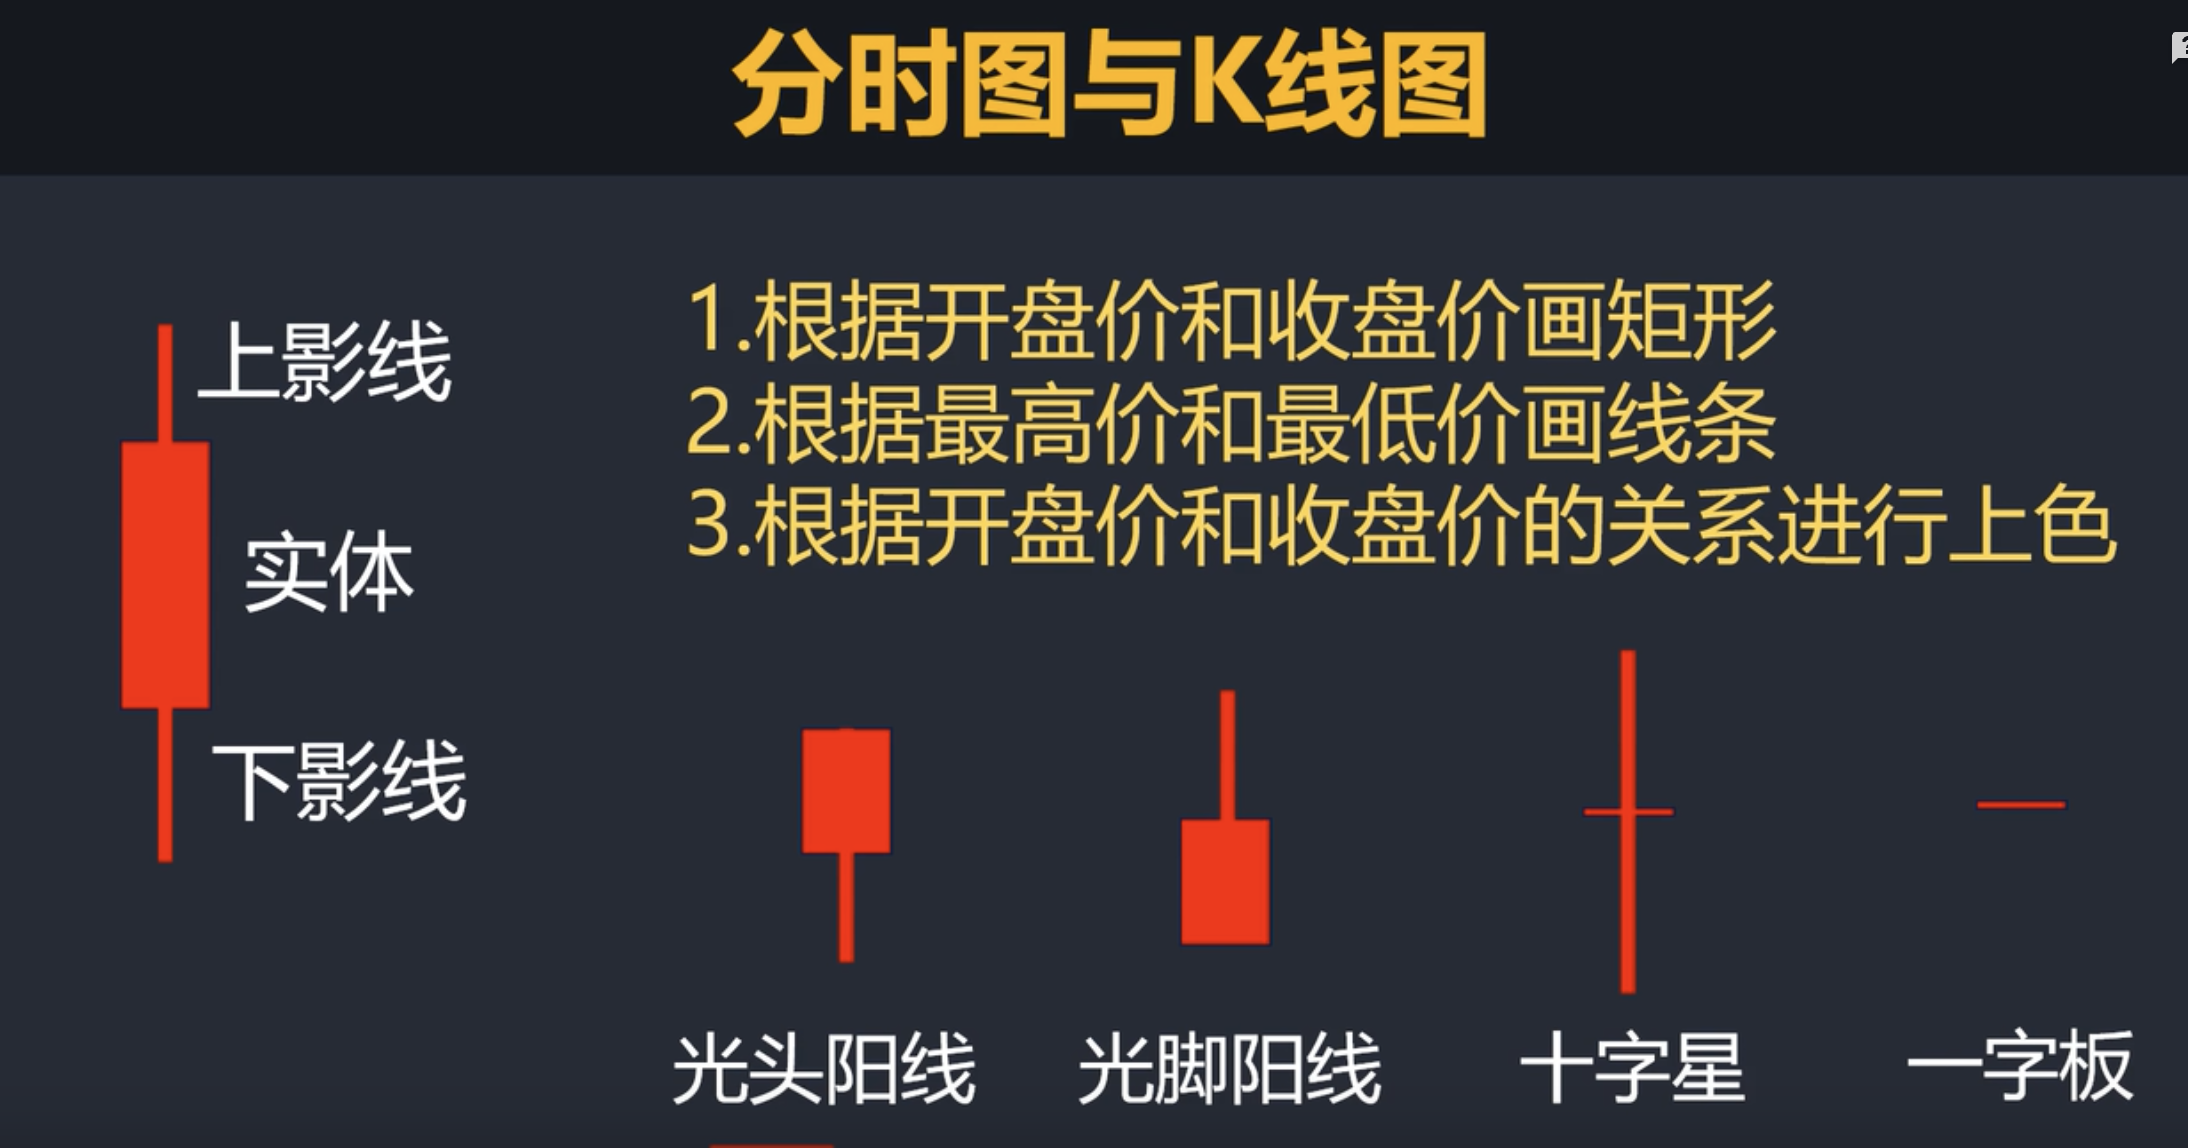 分时图与K线图
1.根据开盘价和收盘价画矩形
2.根据最高价和最低价画线条
3.根据开盘价和收盘价的关系进行上色
上影线
实体
下影线
光头阳线
光脚阳线
十字星
一字板